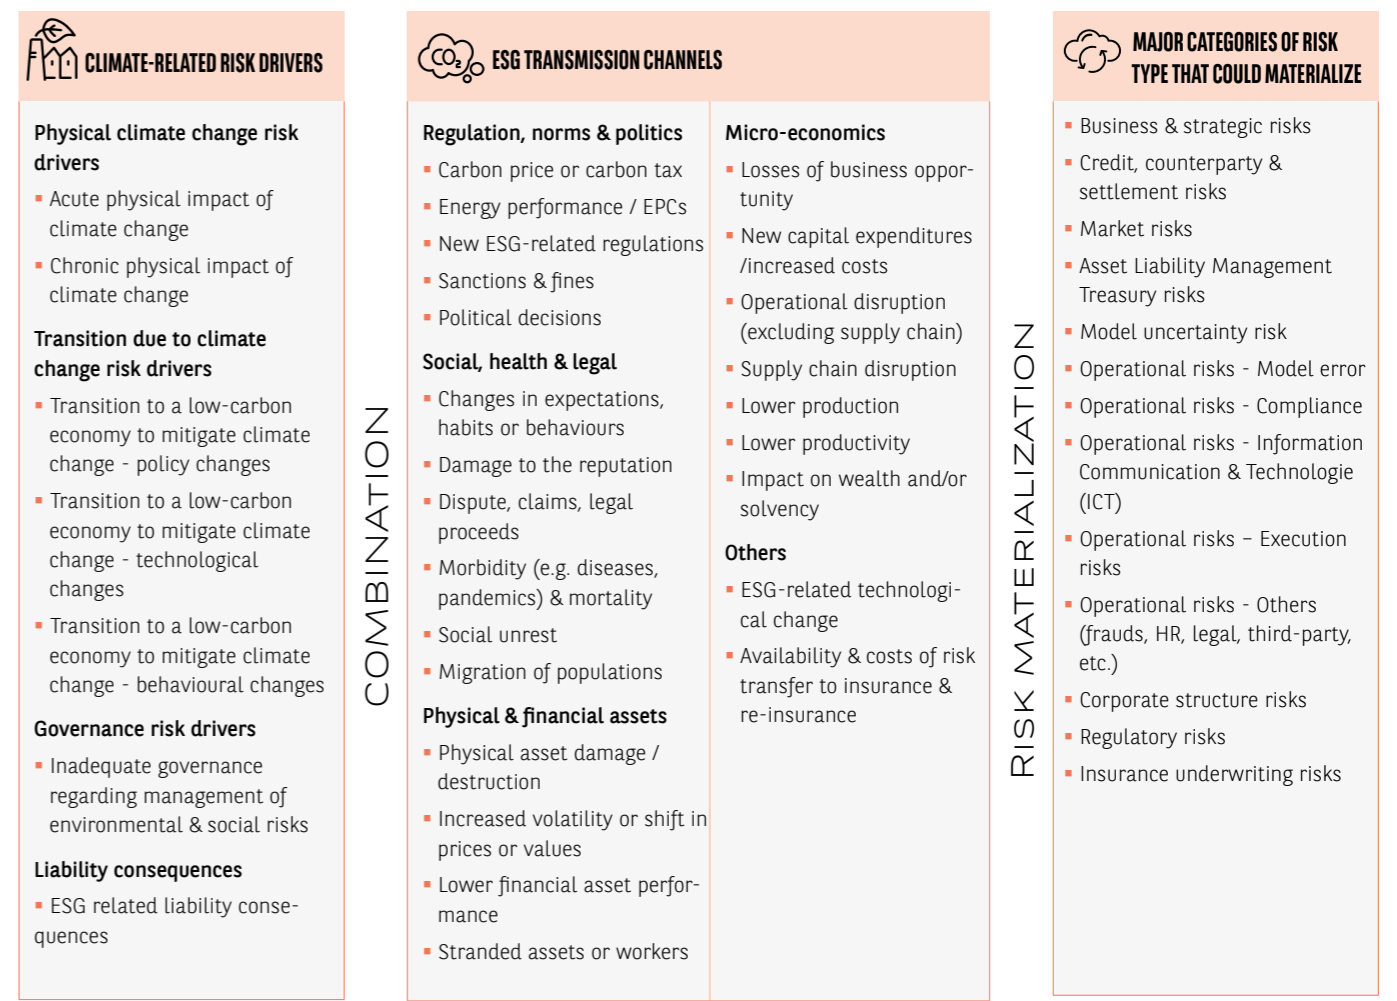 CLIMATE-RELATED RISK DRIVERS
Physical climate change risk
drivers
▪ Acute physical impact of
climate change
▪ Chronic physical impact of
climate change
Transition due to climate
change risk drivers
▪ Transition to a low-carbon
economy to mitigate climate
change - policy changes
▪ Transition to a low-carbon
economy to mitigate climate
change - technological
changes
▪ Transition to a low-carbon
economy to mitigate climate
change - behavioural changes
Governance risk drivers
▪ Inadequate governance
regarding management of
environmental & social risks
Liability consequences
▪ ESG related liability conse-
quences
COMBINATION
CO₂
ESG TRANSMISSION CHANNELS
Regulation, norms & politics
▪ Carbon price or carbon tax
▪ Energy performance / EPCs
▪ New ESG-related regulations
▪ Sanctions & fines
▪ Political decisions
Social, health & legal
▪ Changes in expectations,
habits or behaviours
▪ Damage to the reputation
▪ Dispute, claims, legal
proceeds
▪ Morbidity (e.g. diseases,
pandemics) & mortality
▪ Social unrest
▪ Migration of populations
Physical & financial assets
▪ Physical asset damage /
destruction
▪ Increased volatility or shift in
prices or values
▪ Lower financial asset perfor-
mance
▪ Stranded assets or workers
Micro-economics
▪ Losses of business oppor-
tunity
▪ New capital expenditures
/increased costs
▪ Operational disruption
(excluding supply chain)
▪ Supply chain disruption
▪ Lower production
▪ Lower productivity
▪ Impact on wealth and/or
solvency
Others
▪ ESG-related technologi-
cal change
▪ Availability & costs of risk
transfer to insurance &
re-insurance
RISK MATERIALIZATION
MAJOR CATEGORIES OF RISK
TYPE THAT COULD MATERIALIZE
▪ Business & strategic risks
▪ Credit, counterparty &
settlement risks
▪ Market risks
▪ Asset Liability Management
Treasury risks
▪ Model uncertainty risk
▪ Operational risks - Model error
▪ Operational risks - Compliance
▪ Operational risks - Information
Communication & Technologie
(ICT)
▪ Operational risks – Execution
risks
▪ Operational risks - Others
(frauds, HR, legal, third-party,
etc.)
▪ Corporate structure risks
▪ Regulatory risks
▪ Insurance underwriting risks